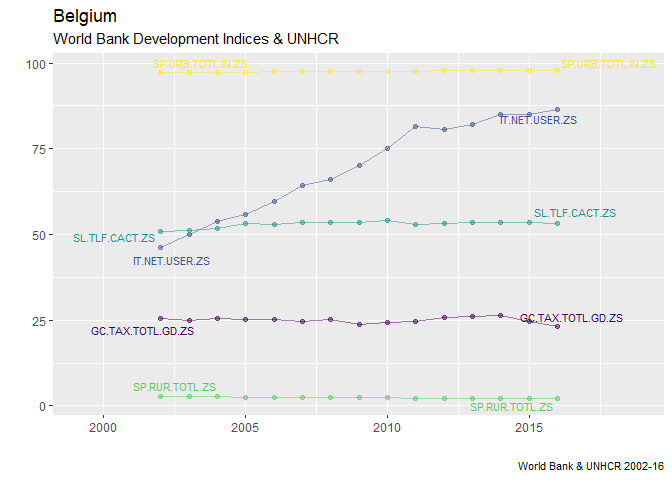 Belgium
World Bank Development Indices & UNHCR
100
SP.URB.TOTL.IN.ZS
SP.URB.TOTL.IN.ZS
IT.NET.USER.ZS
75
SL.TLF.CACT.ZS
SL.TLF.CACT.ZS
50
IT.NET.USER.ZS
25
GC.TAX.TOTL.GD.ZS
GC.TAX.TOTL.GD.ZS
SP.RUR.TOTL.ZS
SP.RUR.TOTL.ZS
0
2000 2005 2010 2015
World Bank & UNHCR 2002-16